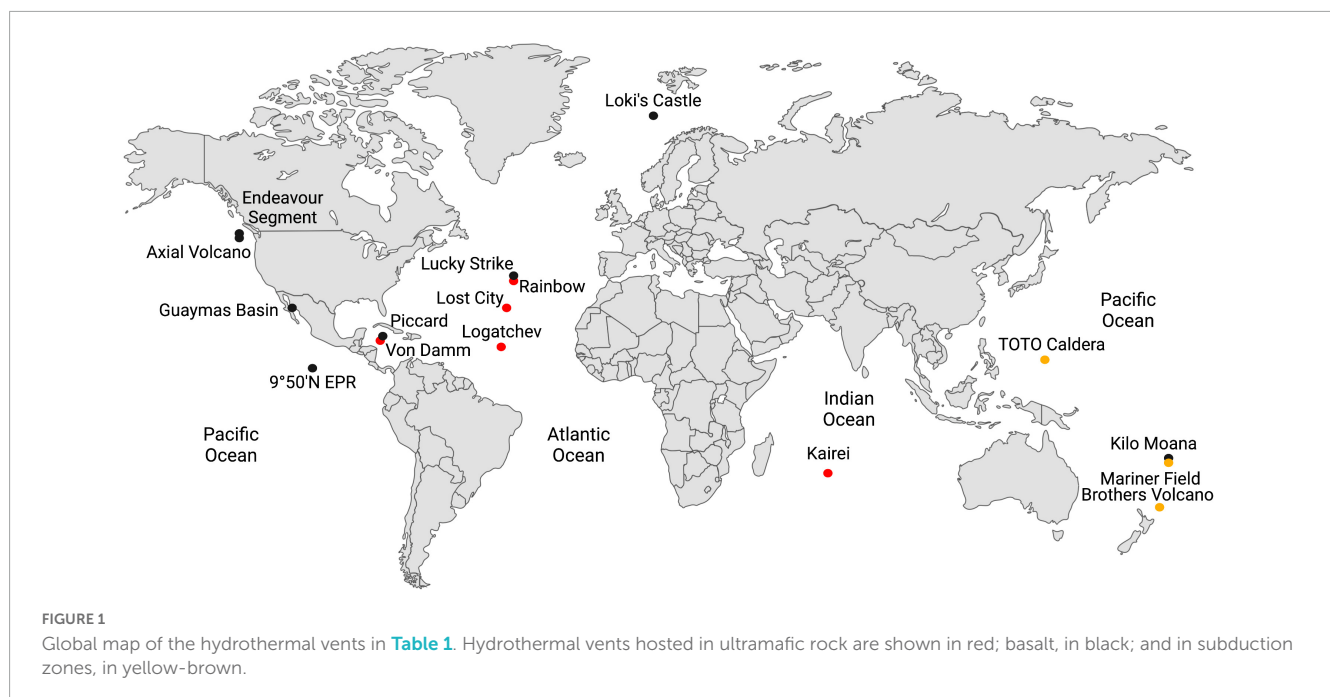 Loki's Castle
Endeavour
Segment
Axial Volcano
Lucky Strike
Rainbow
Guaymas Basin
Lost City
Piccard
Logatchev
Von Damm
9°50'N EPR
Pacific
Ocean
TOTO Caldera
Indian
Ocean
Pacific
Ocean
Atlantic
Ocean
Kairei
Kilo Moana
Mariner Field
Brothers Volcano
FIGURE 1
Global map of the hydrothermal vents in Table 1. Hydrothermal vents hosted in ultramafic rock are shown in red; basalt, in black; and in subduction
zones, in yellow-brown.